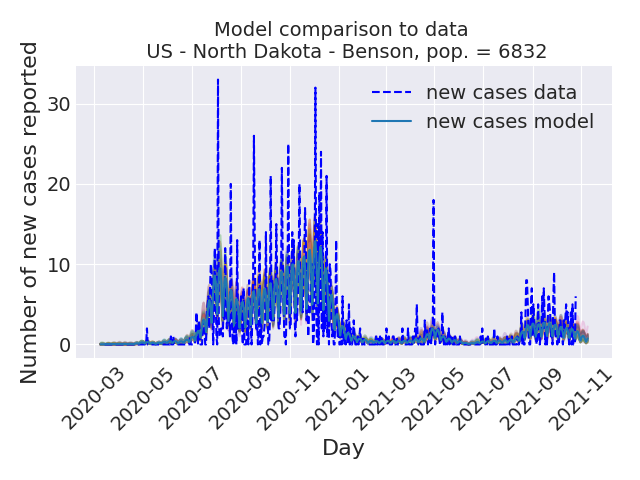 Model comparison to data
US - North Dakota - Benson, pop. = 6832
Number of new cases reported
30
20
10
0
new cases data
new cases model
2020-03
2020-05
2020-07
2020-09
2020-11
2021-01
2021-03
2021-05
2021-07
2021-09
2021-11
Day